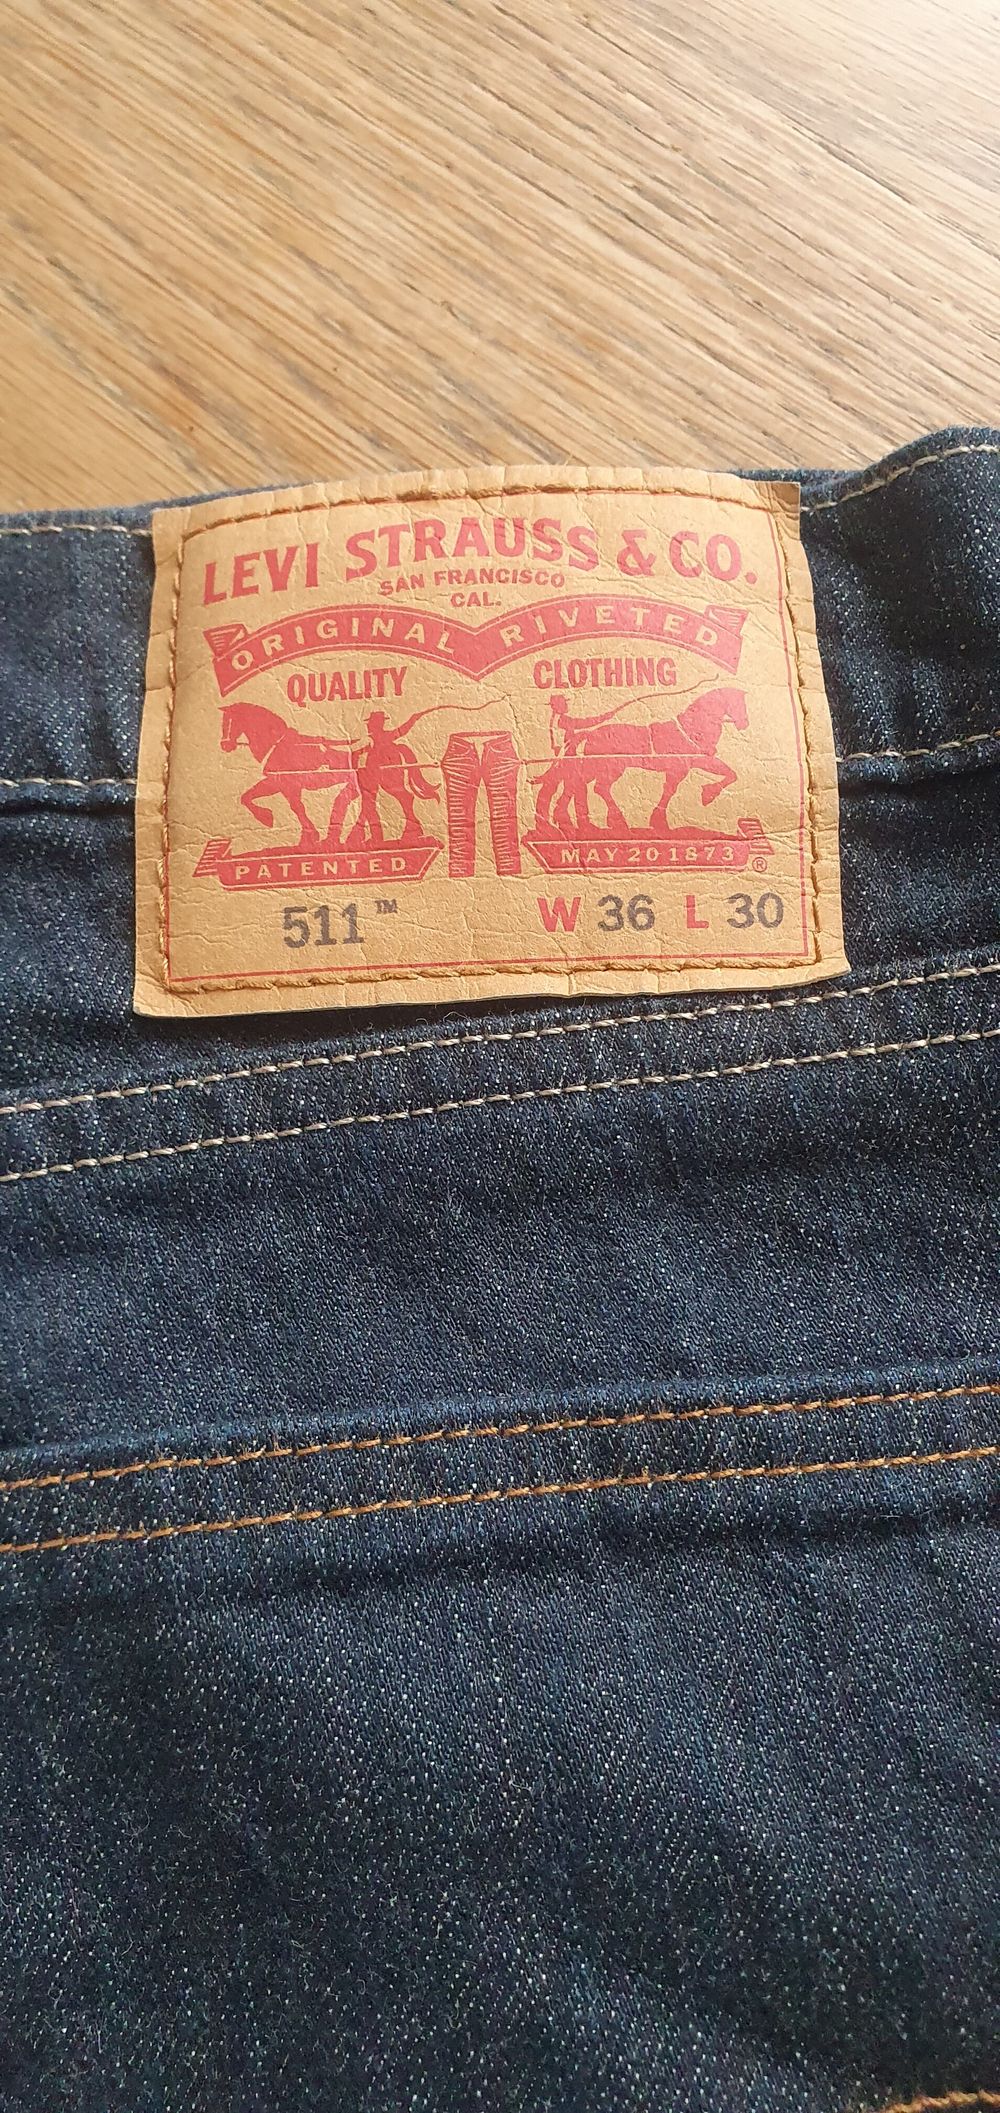 LEVI STRAUSS & CO.
SAN FRANCISCO
CAL.
ORIGINAL RIVETED
QUALITY CLOTHING
PATENTED MAY 20 1873 ®
511™ W 36 L 30